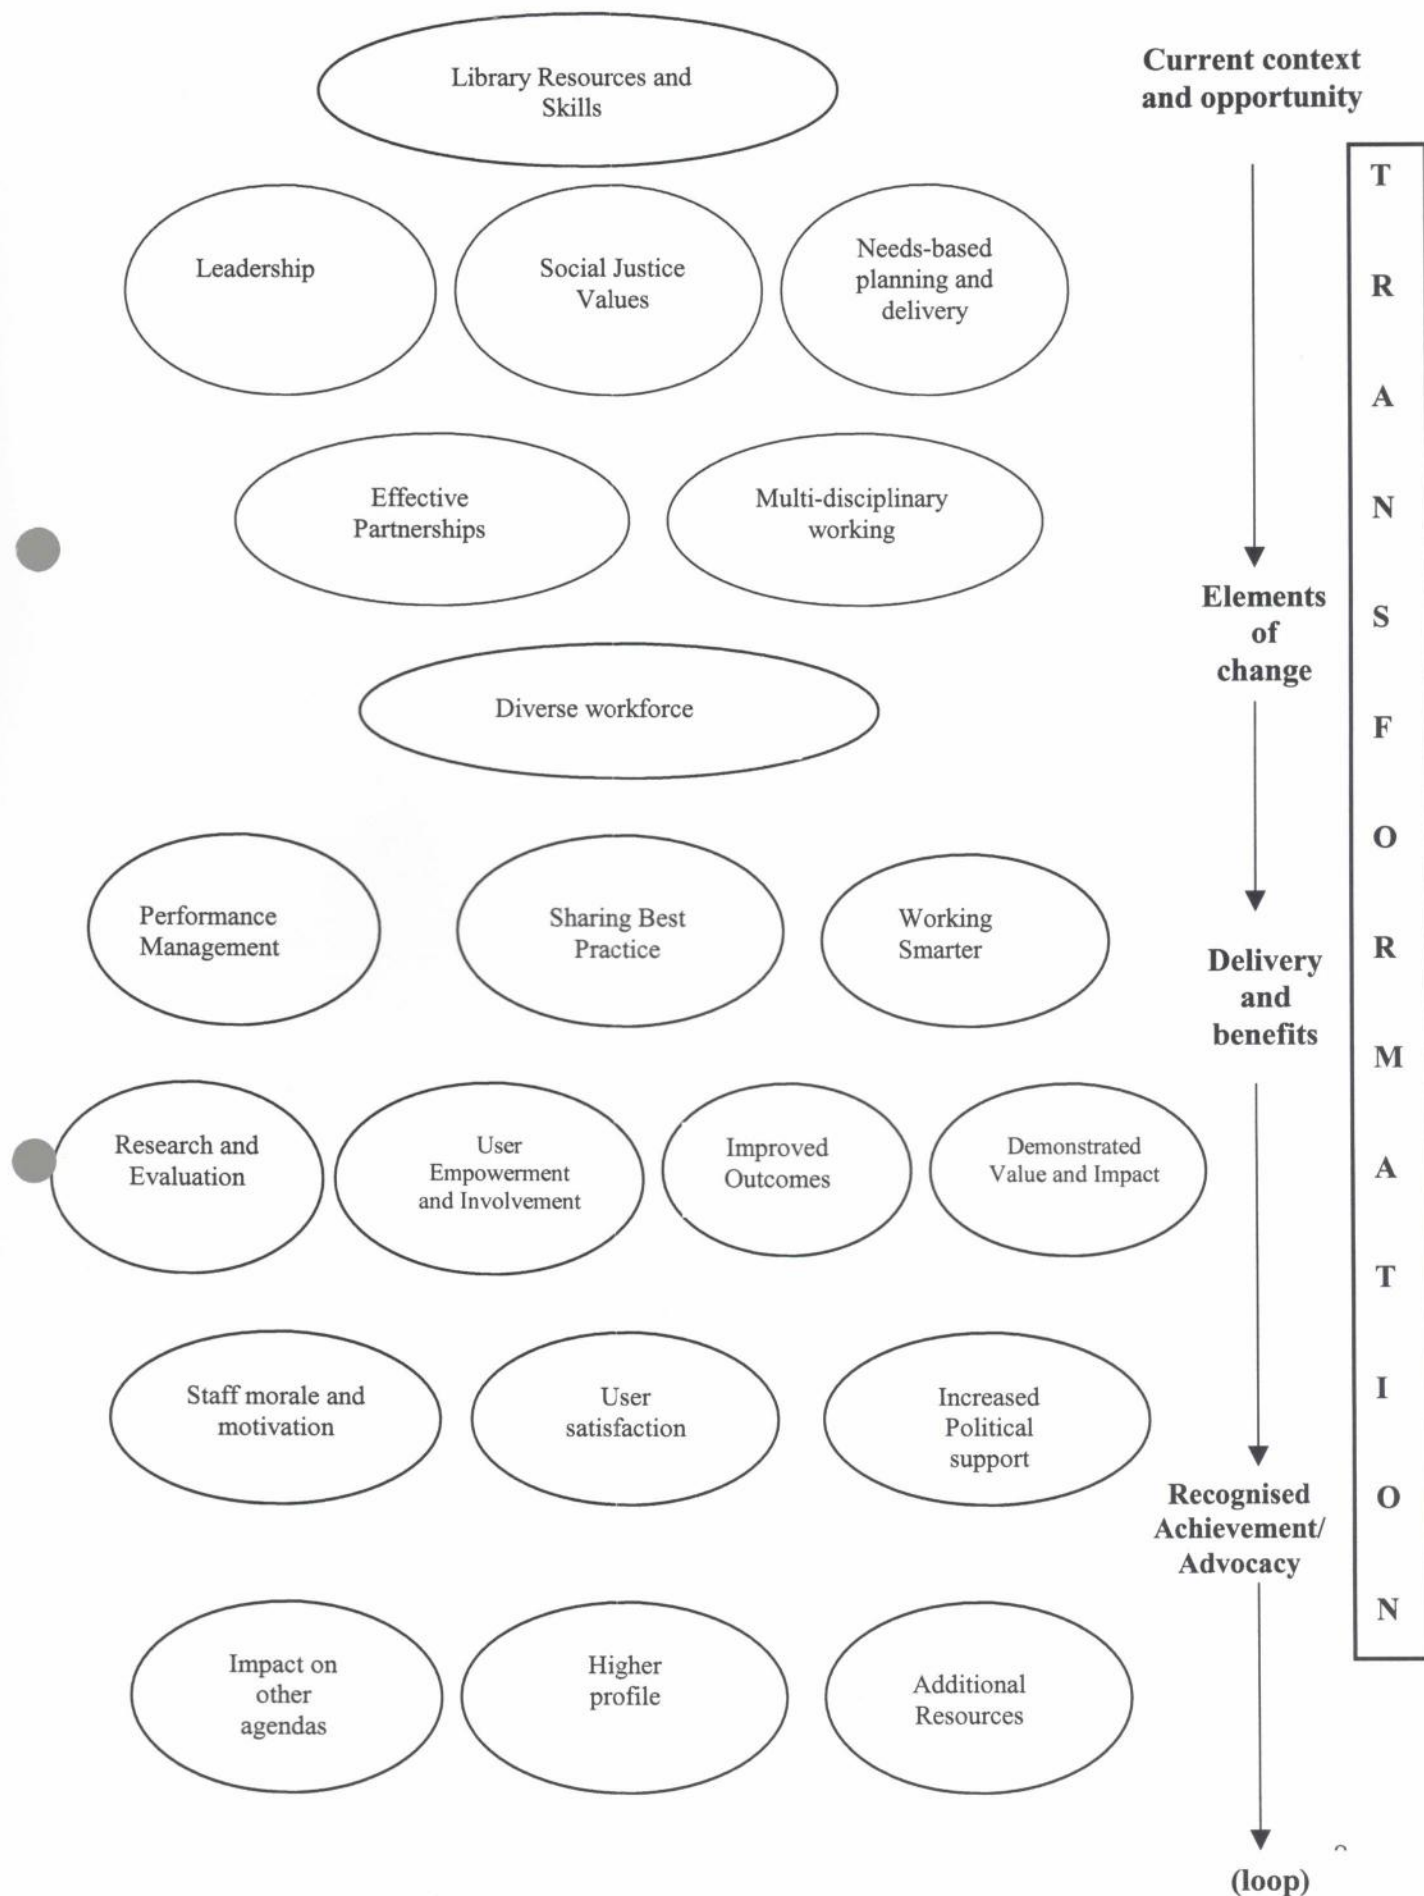 Library Resources and
Skills
Current context
and opportunity
Leadership
Social Justice
Values
Needs-based
planning and
delivery
Effective
Partnerships
Multi-disciplinary
working
Elements
of
change
Diverse workforce
Performance
Management
Sharing Best
Practice
Working
Smarter
Delivery
and
benefits
Research and
Evaluation
User
Empowerment
and Involvement
Improved
Outcomes
Demonstrated
Value and Impact
Staff morale and
motivation
User
satisfaction
Increased
Political
support
Recognised
Achievement/
Advocacy
Impact on
other
agendas
Higher
profile
Additional
Resources
(loop)
T
R
A
N
S
F
O
R
M
A
T
I
O
N